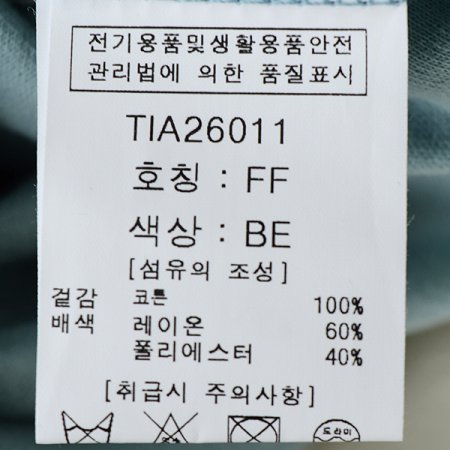 전기용품및생활용품안전
관리법에 의한 품질표시
TIA26011
호칭 : FF
색상 : BE
[섬유의 조성]
겉감 코튼 100%
배색 레이온 60%
폴리에스터 40%
[취급시 주의사항]
드라이